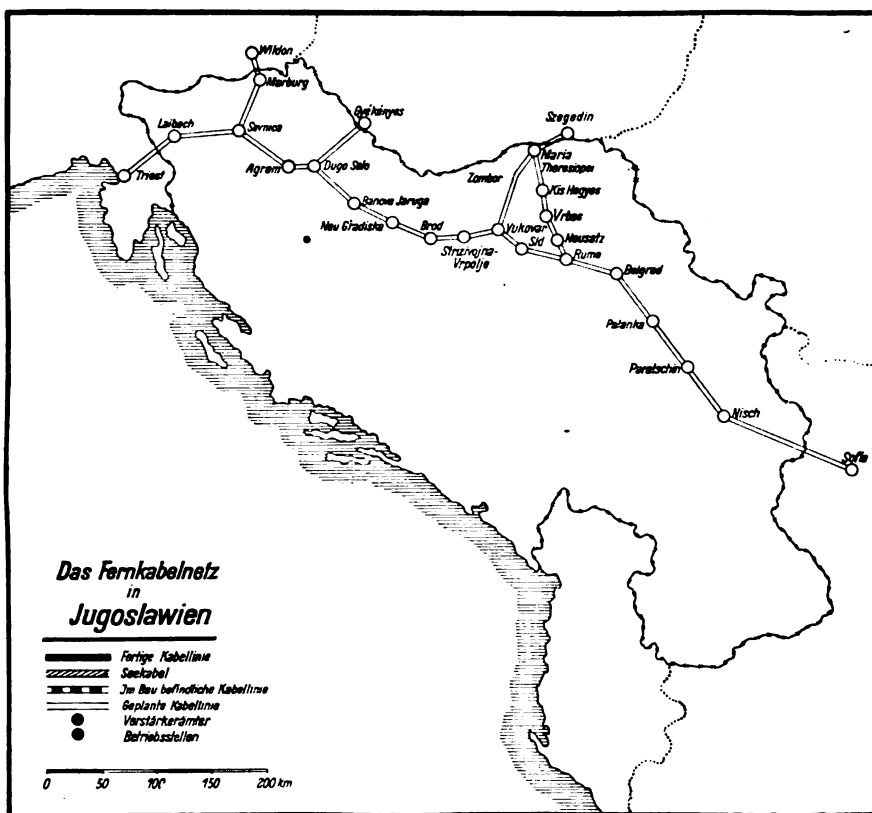 Wildon
Marburg
Gyékényes
Laibach
Sevnica
Szegedin
Triest
Agram
Dugo Selo
Maria
Theresiopel
Zombor
Kis Hegyes
Banova Jaruga
Vrbas
Neu Gradiska
Brod
Vukovar
Neusatz
Strizivojna-
Vrpolje
Sid
Ruma
Belgrad
Palanka
Paratschin
Nisch
Sofia
Das Fernkabelnetz
in
Jugoslawien
Fertige Kabellinie
Seekabel
Im Bau befindliche Kabellinie
Geplante Kabellinie
Verstärkerämter
Betriebsstellen
0 50 100 150 200 km